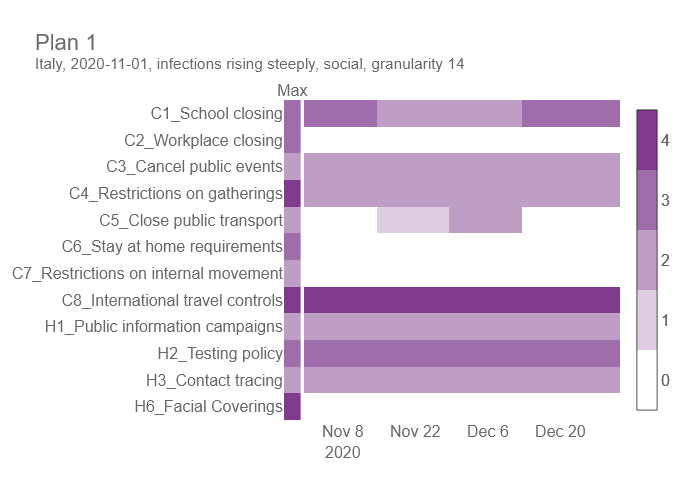 Plan 1
Italy, 2020-11-01, infections rising steeply, social, granularity 14
Max
C1_School closing
C2_Workplace closing
C3_Cancel public events
C4_Restrictions on gatherings
C5_Close public transport
C6_Stay at home requirements
C7_Restrictions on internal movement
C8_International travel controls
H1_Public information campaigns
H2_Testing policy
H3_Contact tracing
H6_Facial Coverings
Nov 8 Nov 22 Dec 6 Dec 20
2020
4
3
2
1
0